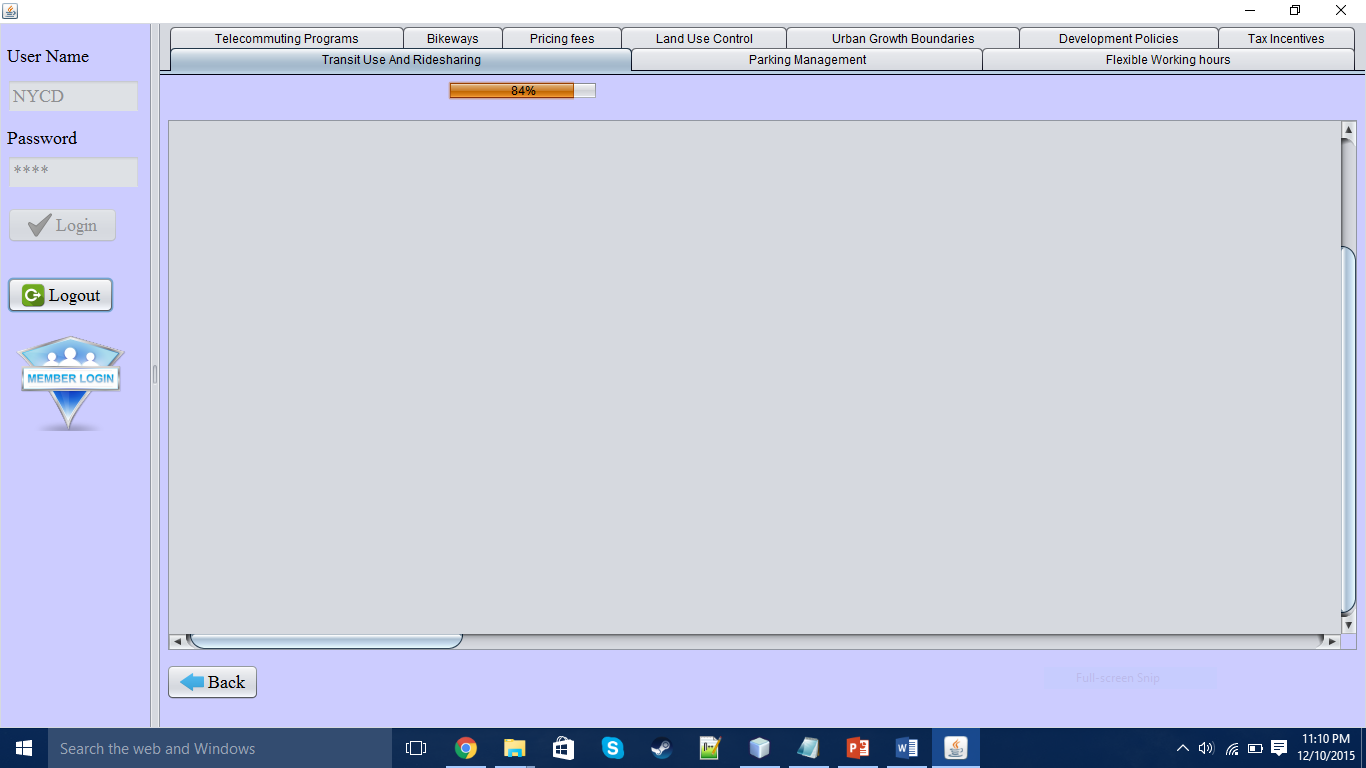 User Name
NYCD
Password
****
Login
Logout
MEMBER LOGIN
Telecommuting Programs Bikeways Pricing fees Land Use Control Urban Growth Boundaries Development Policies Tax Incentives
Transit Use And Ridesharing Parking Management Flexible Working hours
84%
Back
Full-screen Snip
Search the web and Windows
11:10 PM
12/10/2015